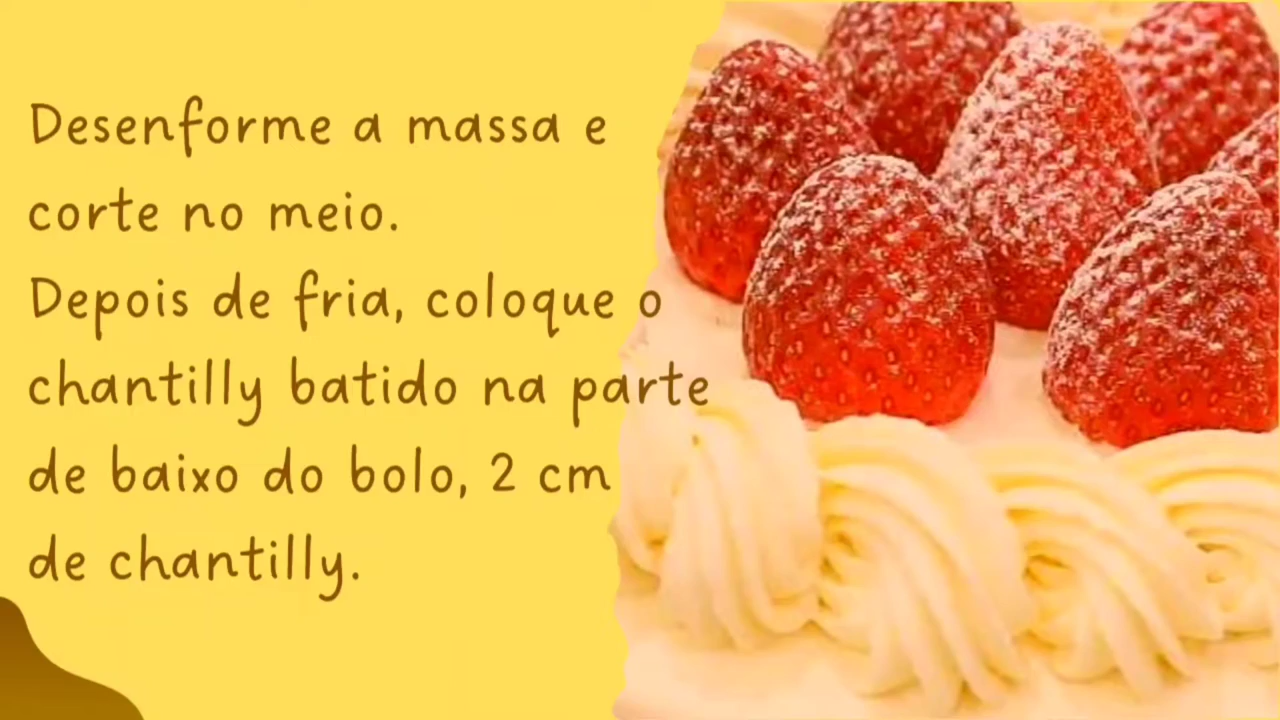 Desenforme a massa e
corte no meio.
Depois de fria, coloque o
chantilly batido na parte
de baixo do bolo, 2 cm
de chantilly.